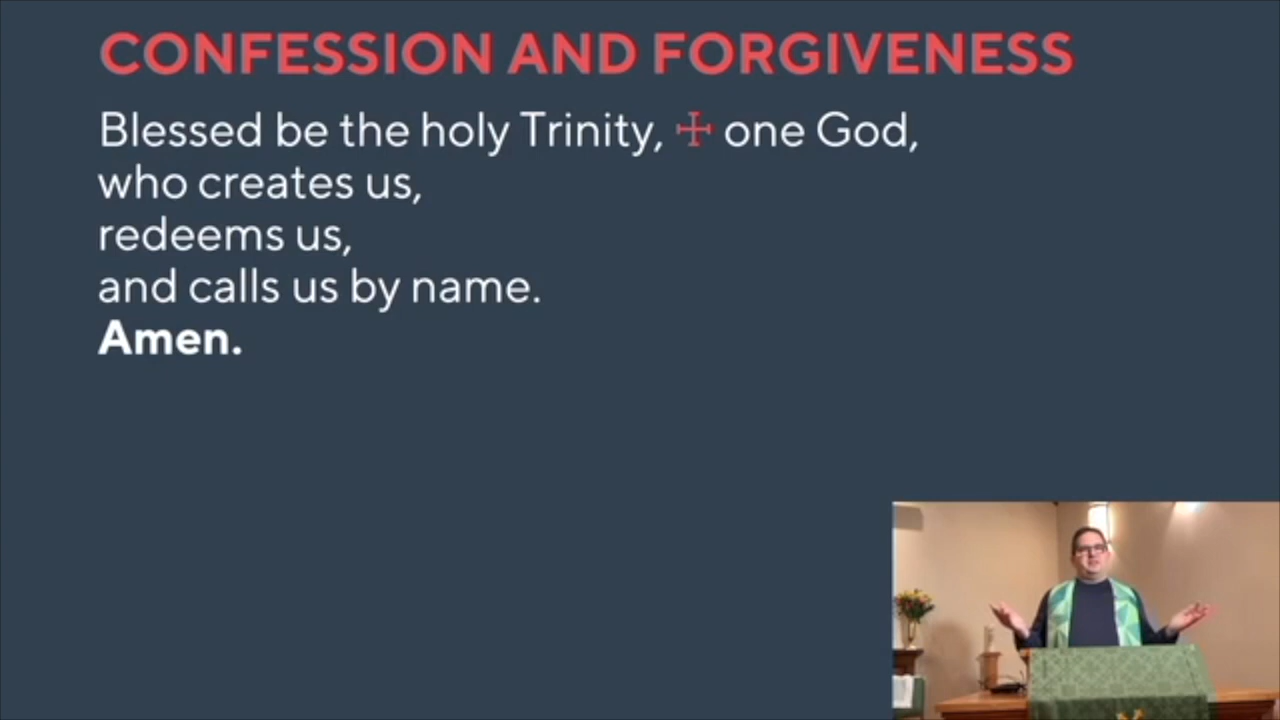 CONFESSION AND FORGIVENESS
Blessed be the holy Trinity, ☩ one God,
who creates us,
redeems us,
and calls us by name.
Amen.